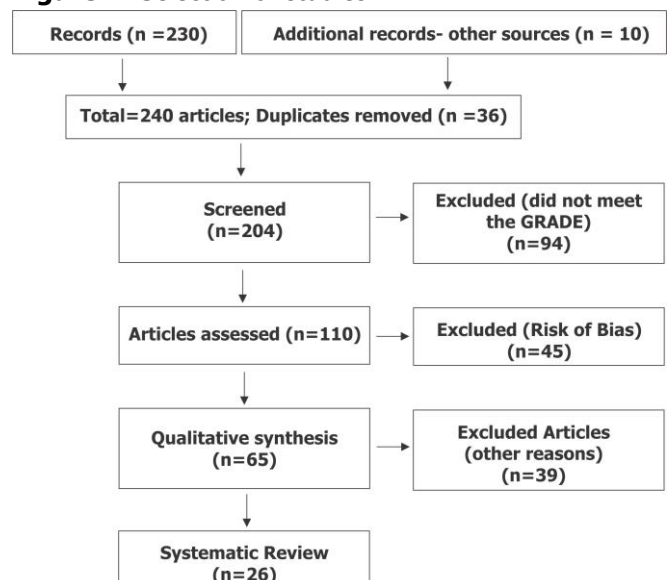 Records (n =230)
Additional records- other sources (n = 10)
Total=240 articles; Duplicates removed (n =36)
Screened
(n=204)
Excluded (did not meet
the GRADE)
(n=94)
Articles assessed (n=110)
Excluded (Risk of Bias)
(n=45)
Qualitative synthesis
(n=65)
Excluded Articles
(other reasons)
(n=39)
Systematic Review
(n=26)